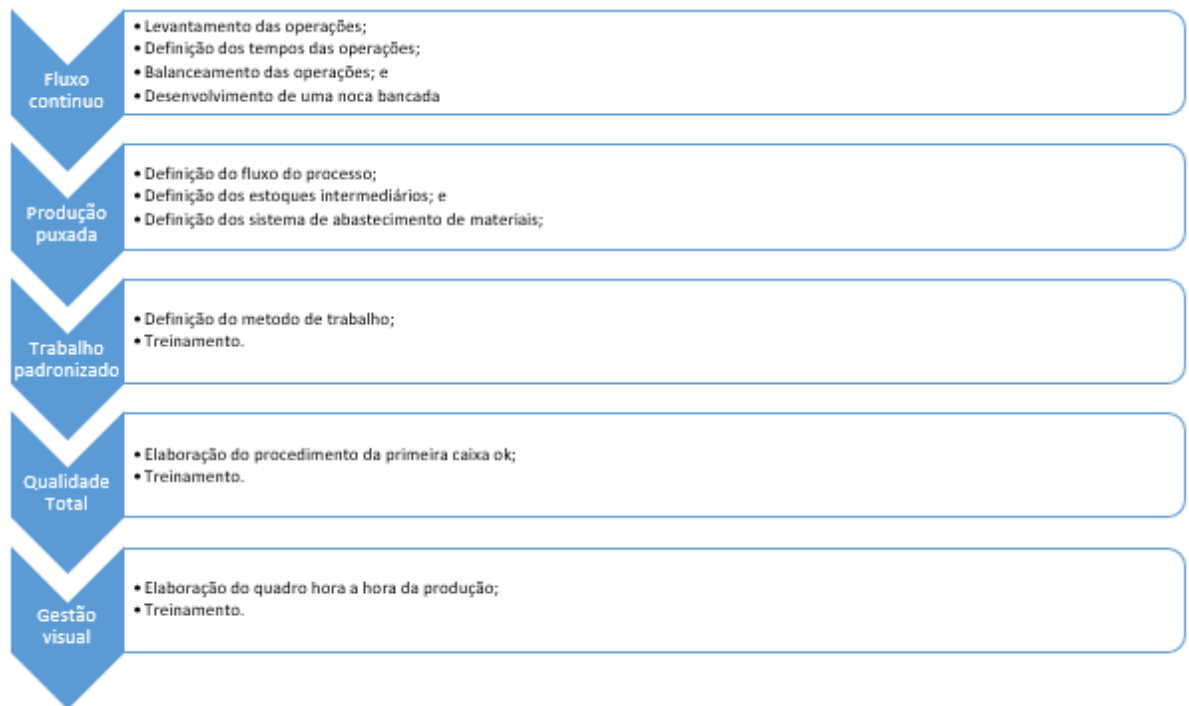 Fluxo
continuo
• Levantamento das operações;
• Definição dos tempos das operações;
• Balanceamento das operações; e
• Desenvolvimento de uma noca bancada
Produção
puxada
• Definição do fluxo do processo;
• Definição dos estoques intermediários; e
• Definição dos sistema de abastecimento de materiais;
Trabalho
padronizado
• Definição do metodo de trabalho;
• Treinamento.
Qualidade
Total
• Elaboração do procedimento da primeira caixa ok;
• Treinamento.
Gestão
visual
• Elaboração do quadro hora a hora da produção;
• Treinamento.